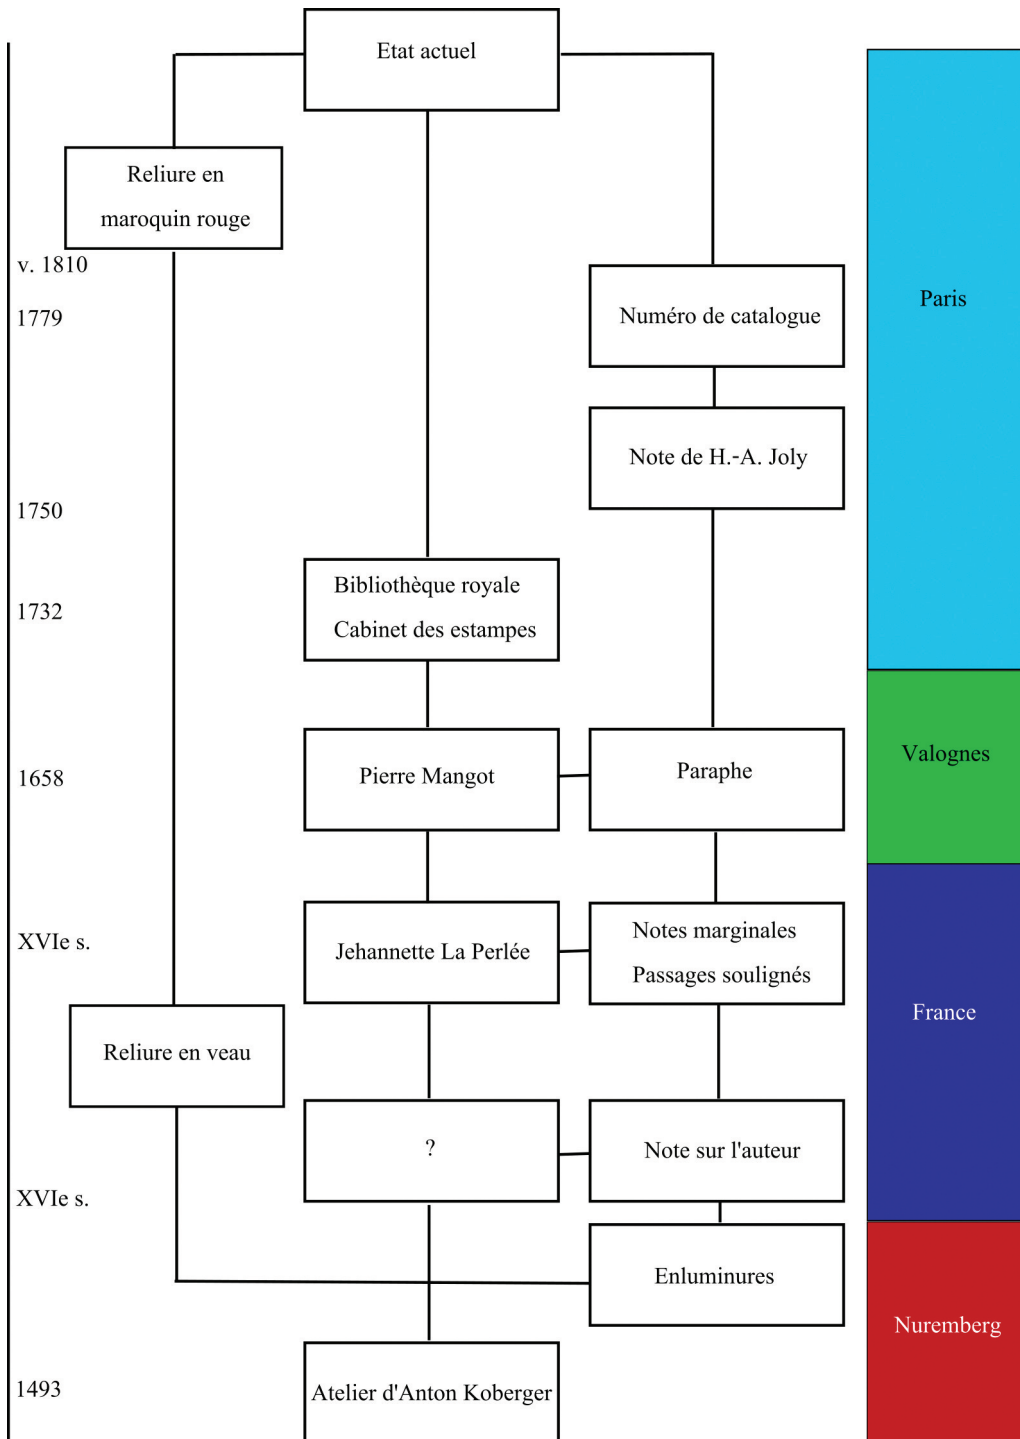 Etat actuel
Reliure en
maroquin rouge
v. 1810
1779
Numéro de catalogue
Paris
Note de H.-A. Joly
1750
Bibliothèque royale
Cabinet des estampes
1732
Pierre Mangot
Paraphe
Valognes
1658
Jehannette La Perlée
Notes marginales
Passages soulignés
XVIe s.
France
Reliure en veau
?
Note sur l'auteur
XVIe s.
Enluminures
Nuremberg
Atelier d'Anton Koberger
1493